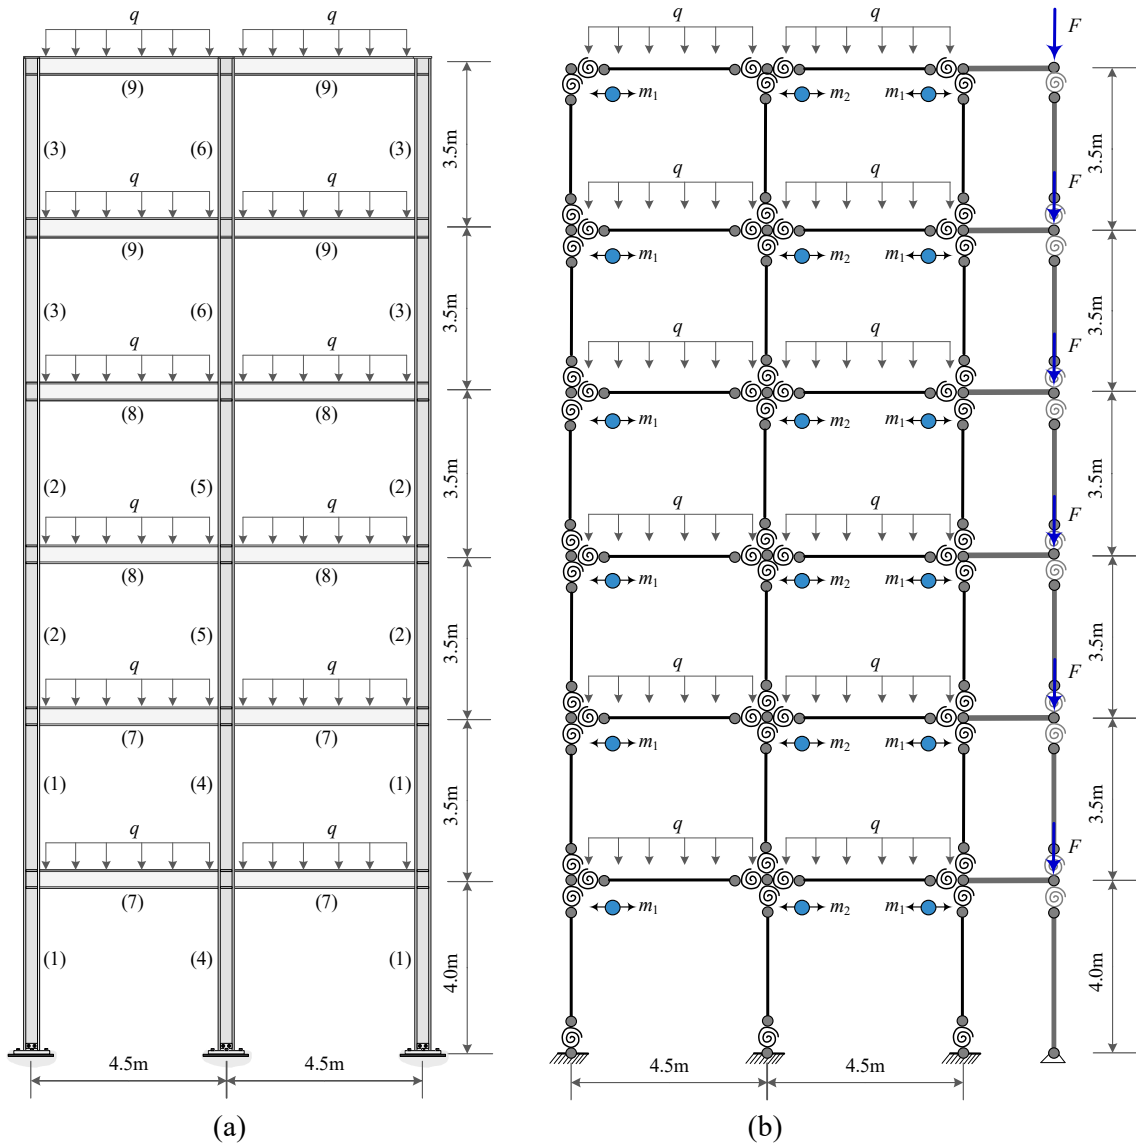 q q
(9) (9)
(3) (6) (3)
3.5m
q q
(9) (9)
(3) (6) (3)
3.5m
q q
(8) (8)
(2) (5) (2)
3.5m
q q
(8) (8)
(2) (5) (2)
3.5m
q q
(7) (7)
(1) (4) (1)
3.5m
q q
(7) (7)
(1) (4) (1)
4.0m
4.5m 4.5m
(a)
q q F
m1 m2 m1
3.5m
q q F
m1 m2 m1
3.5m
q q F
m1 m2 m1
3.5m
q q F
m1 m2 m1
3.5m
q q F
m1 m2 m1
3.5m
q q F
m1 m2 m1
4.0m
4.5m 4.5m
(b)